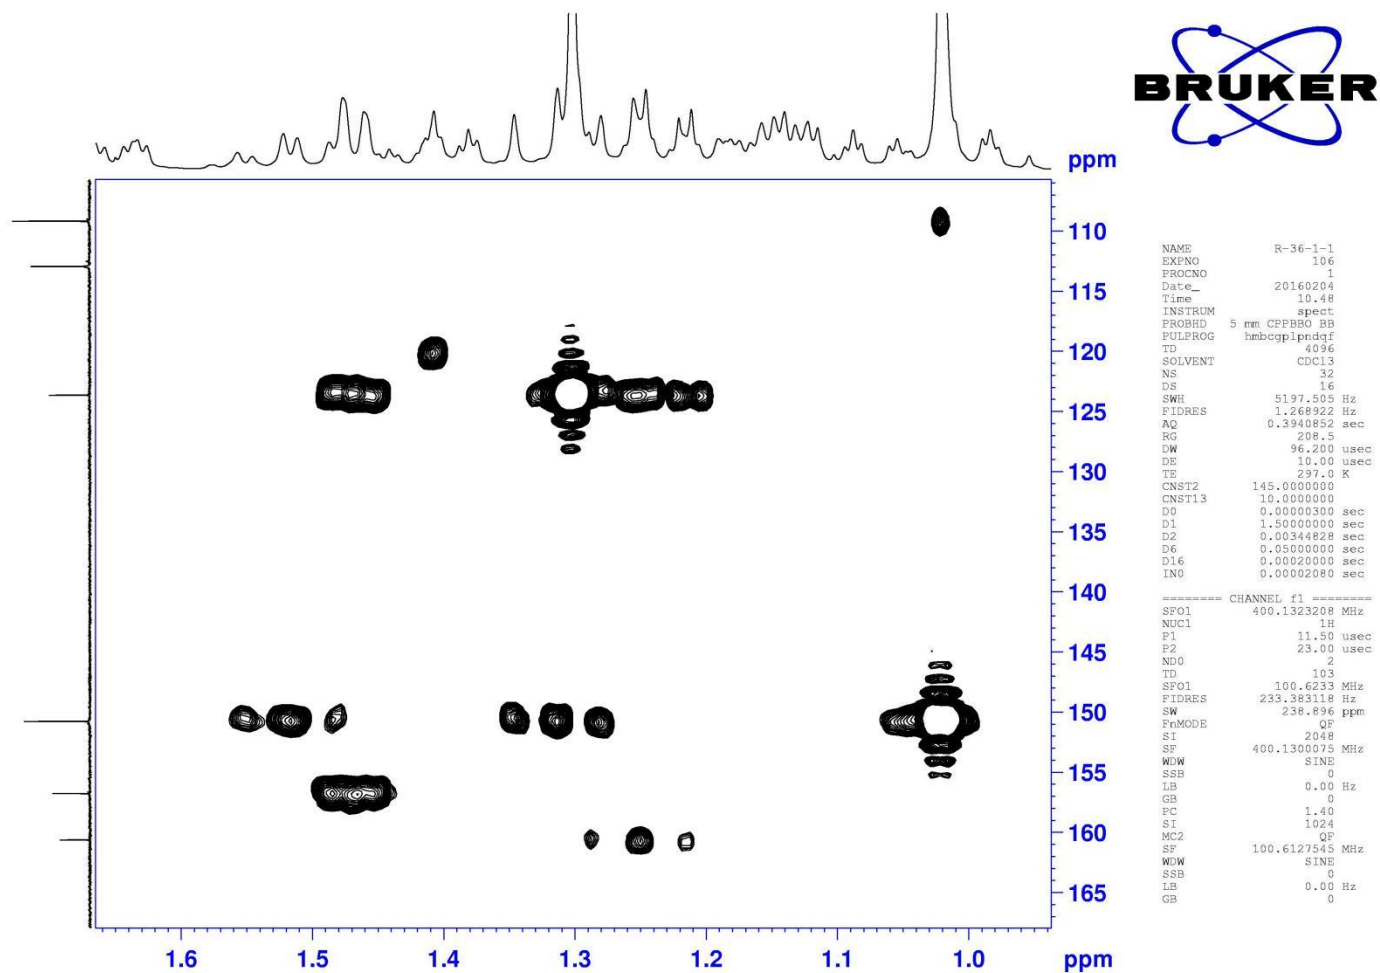 BRUKER
ppm
110
115
120
125
130
135
140
145
150
155
160
165
1.6 1.5 1.4 1.3 1.2 1.1 1.0 ppm
NAME R-36-1-1
EXPNO 106
PROCNO 1
Date_ 20160204
Time 10.48
INSTRUM spect
PROBHD 5 mm CPPBBO BB
PULPROG hmbcgplpndqf
TD 4096
SOLVENT CDCl3
NS 32
DS 16
SWH 5197.505 Hz
FIDRES 1.268922 Hz
AQ 0.3940852 sec
RG 208.5
DW 96.200 usec
DE 10.00 usec
TE 297.0 K
CNST2 145.0000000
CNST13 10.0000000
D0 0.00000300 sec
D1 1.50000000 sec
D2 0.00344828 sec
D6 0.05000000 sec
D16 0.00020000 sec
IN0 0.00002080 sec
======== CHANNEL f1 ========
SFO1 400.1323208 MHz
NUC1 1H
P1 11.50 usec
P2 23.00 usec
ND0 2
TD 103
SFO1 100.6233 MHz
FIDRES 233.383118 Hz
SW 238.896 ppm
FnMODE QF
SI 2048
SF 400.1300075 MHz
WDW SINE
SSB 0
LB 0.00 Hz
GB 0
PC 1.40
SI 1024
MC2 QF
SF 100.6127545 MHz
WDW SINE
SSB 0
LB 0.00 Hz
GB 0